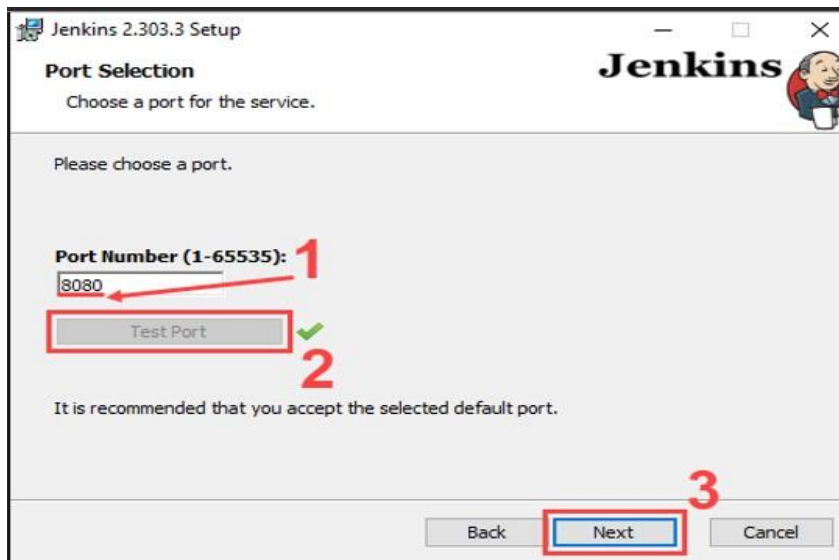 Jenkins 2.303.3 Setup
Port Selection
Jenkins
Choose a port for the service.
Please choose a port.
Port Number (1-65535):
1
8080
Test Port
2
It is recommended that you accept the selected default port.
3
Back
Next
Cancel